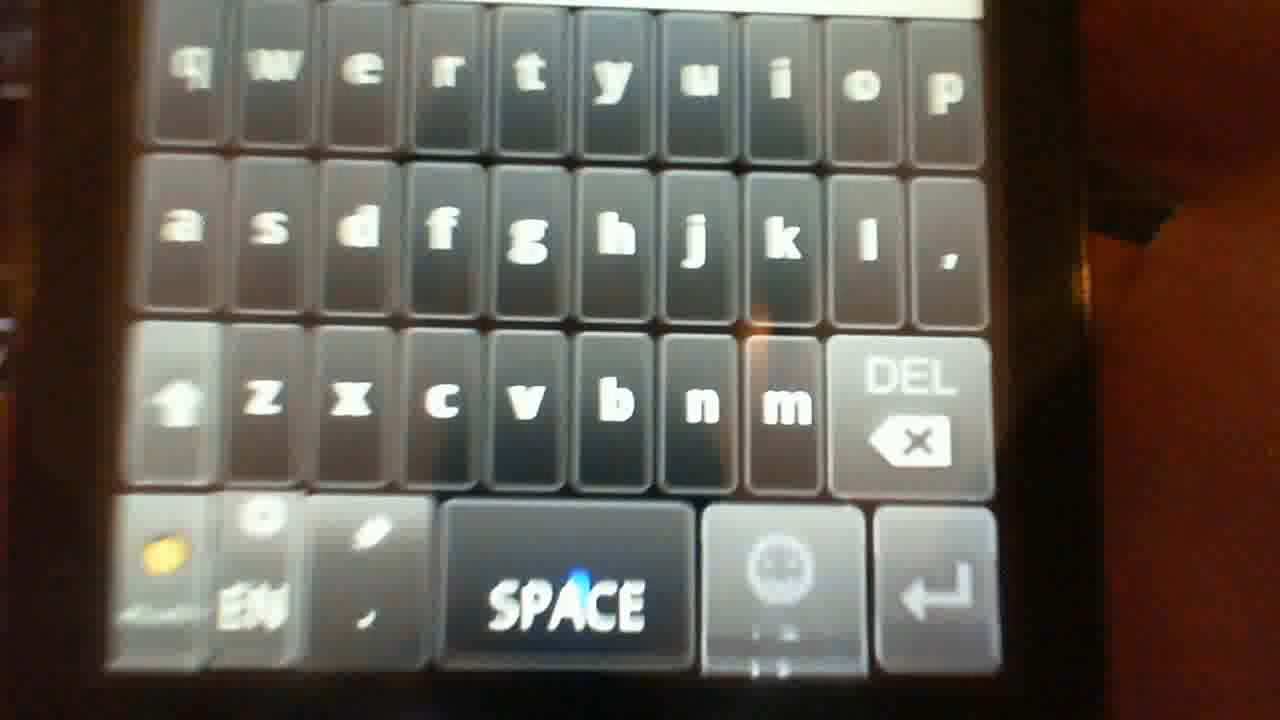 q w e r t y u i o p
a s d f g h j k l ,
z x c v b n m DEL
EN , SPACE